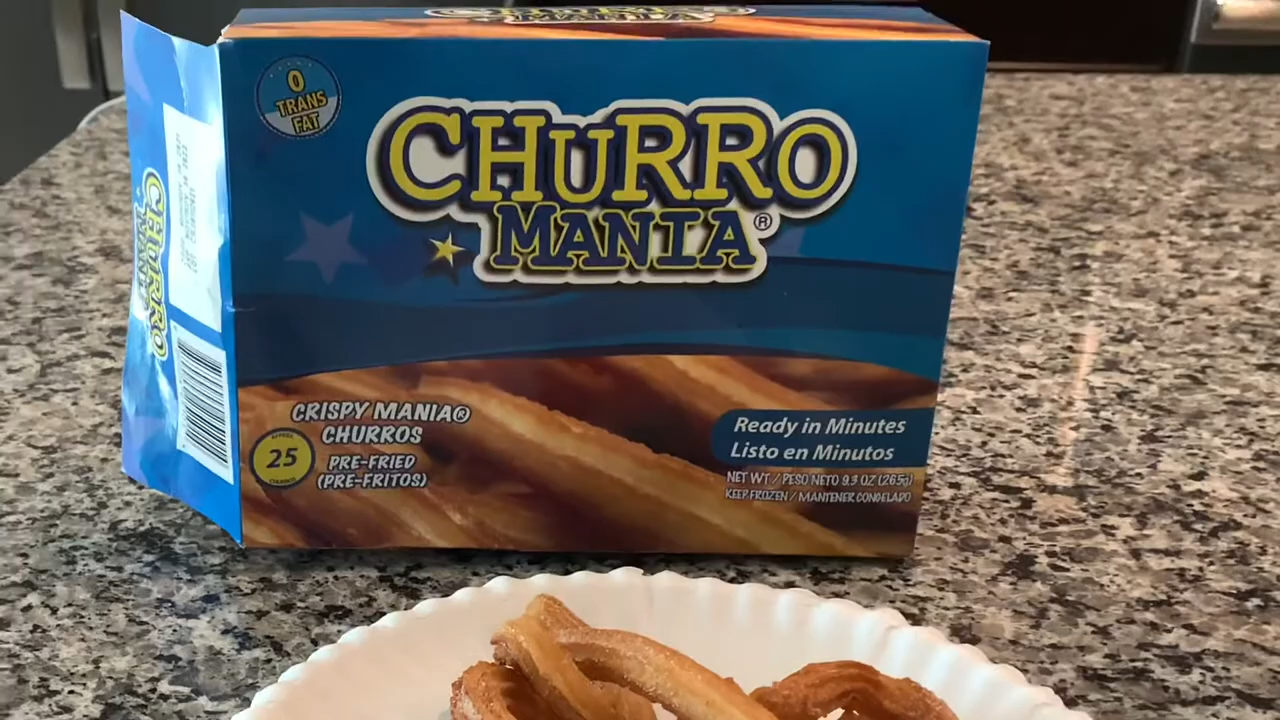 CHURRO
MANIA
0
TRANS
FAT
CHURRO
MANIA®
CHURRO
CRISPY MANIA®
CHURROS
25
PRE-FRIED
(PRE-FRITOS)
Ready in Minutes
Listo en Minutos
NET WT / PESO NETO 9.3 OZ (265g)
KEEP FROZEN / MANTENER CONGELADO